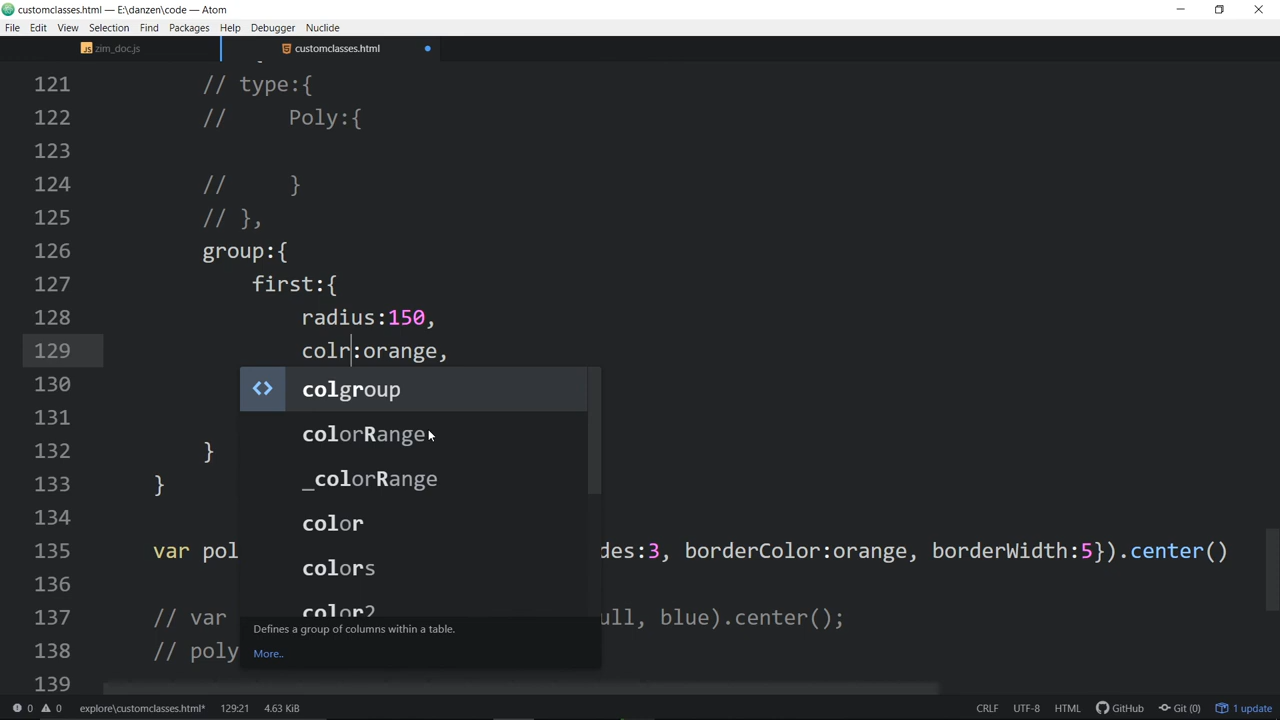 customclasses.html — E:\danzen\code — Atom
File Edit View Selection Find Packages Help Debugger Nuclide
JS zim_doc.js customclasses.html
121 // type:{
122 // Poly:{
123
124 // }
125 // },
126 group:{
127 first:{
128 radius:150,
129 colr:orange,
130 colgroup
131 colorRange
132 }
_colorRange
133 }
134 color
135 var pol des:3, borderColor:orange, borderWidth:5}).center()
136 colors
137 // var color2 ull, blue).center();
Defines a group of columns within a table.
138 // poly More..
139
0 0 explore\customclasses.html* 129:21 4.63 KiB CRLF UTF-8 HTML GitHub Git (0) 1 update